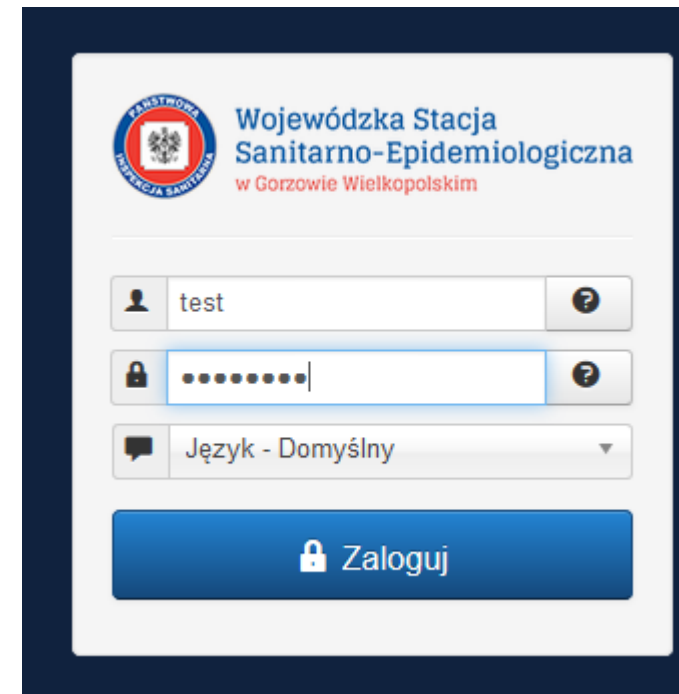 PAŃSTWOWA
INSPEKCJA SANITARNA
Wojewódzka Stacja
Sanitarno-Epidemiologiczna
w Gorzowie Wielkopolskim
test
••••••••
Język - Domyślny
Zaloguj